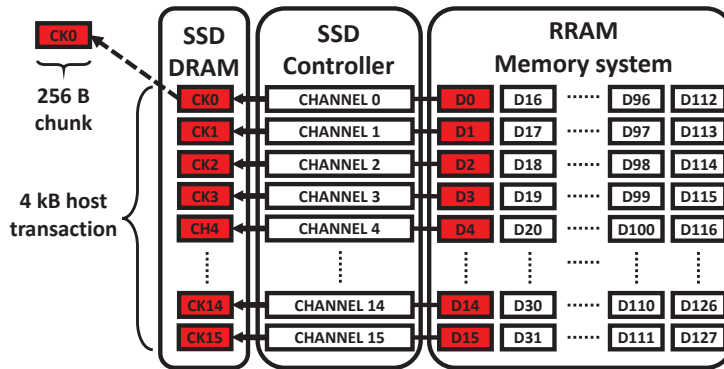 CK0
256 B
chunk
4 kB host
transaction
SSD
DRAM
SSD
Controller
RRAM
Memory system
CK0 CHANNEL 0 D0 D16 ...... D96 D112
CK1 CHANNEL 1 D1 D17 ...... D97 D113
CK2 CHANNEL 2 D2 D18 ...... D98 D114
CK3 CHANNEL 3 D3 D19 ...... D99 D115
CH4 CHANNEL 4 D4 D20 ...... D100 D116
CK14 CHANNEL 14 D14 D30 ...... D110 D126
CK15 CHANNEL 15 D15 D31 ...... D111 D127